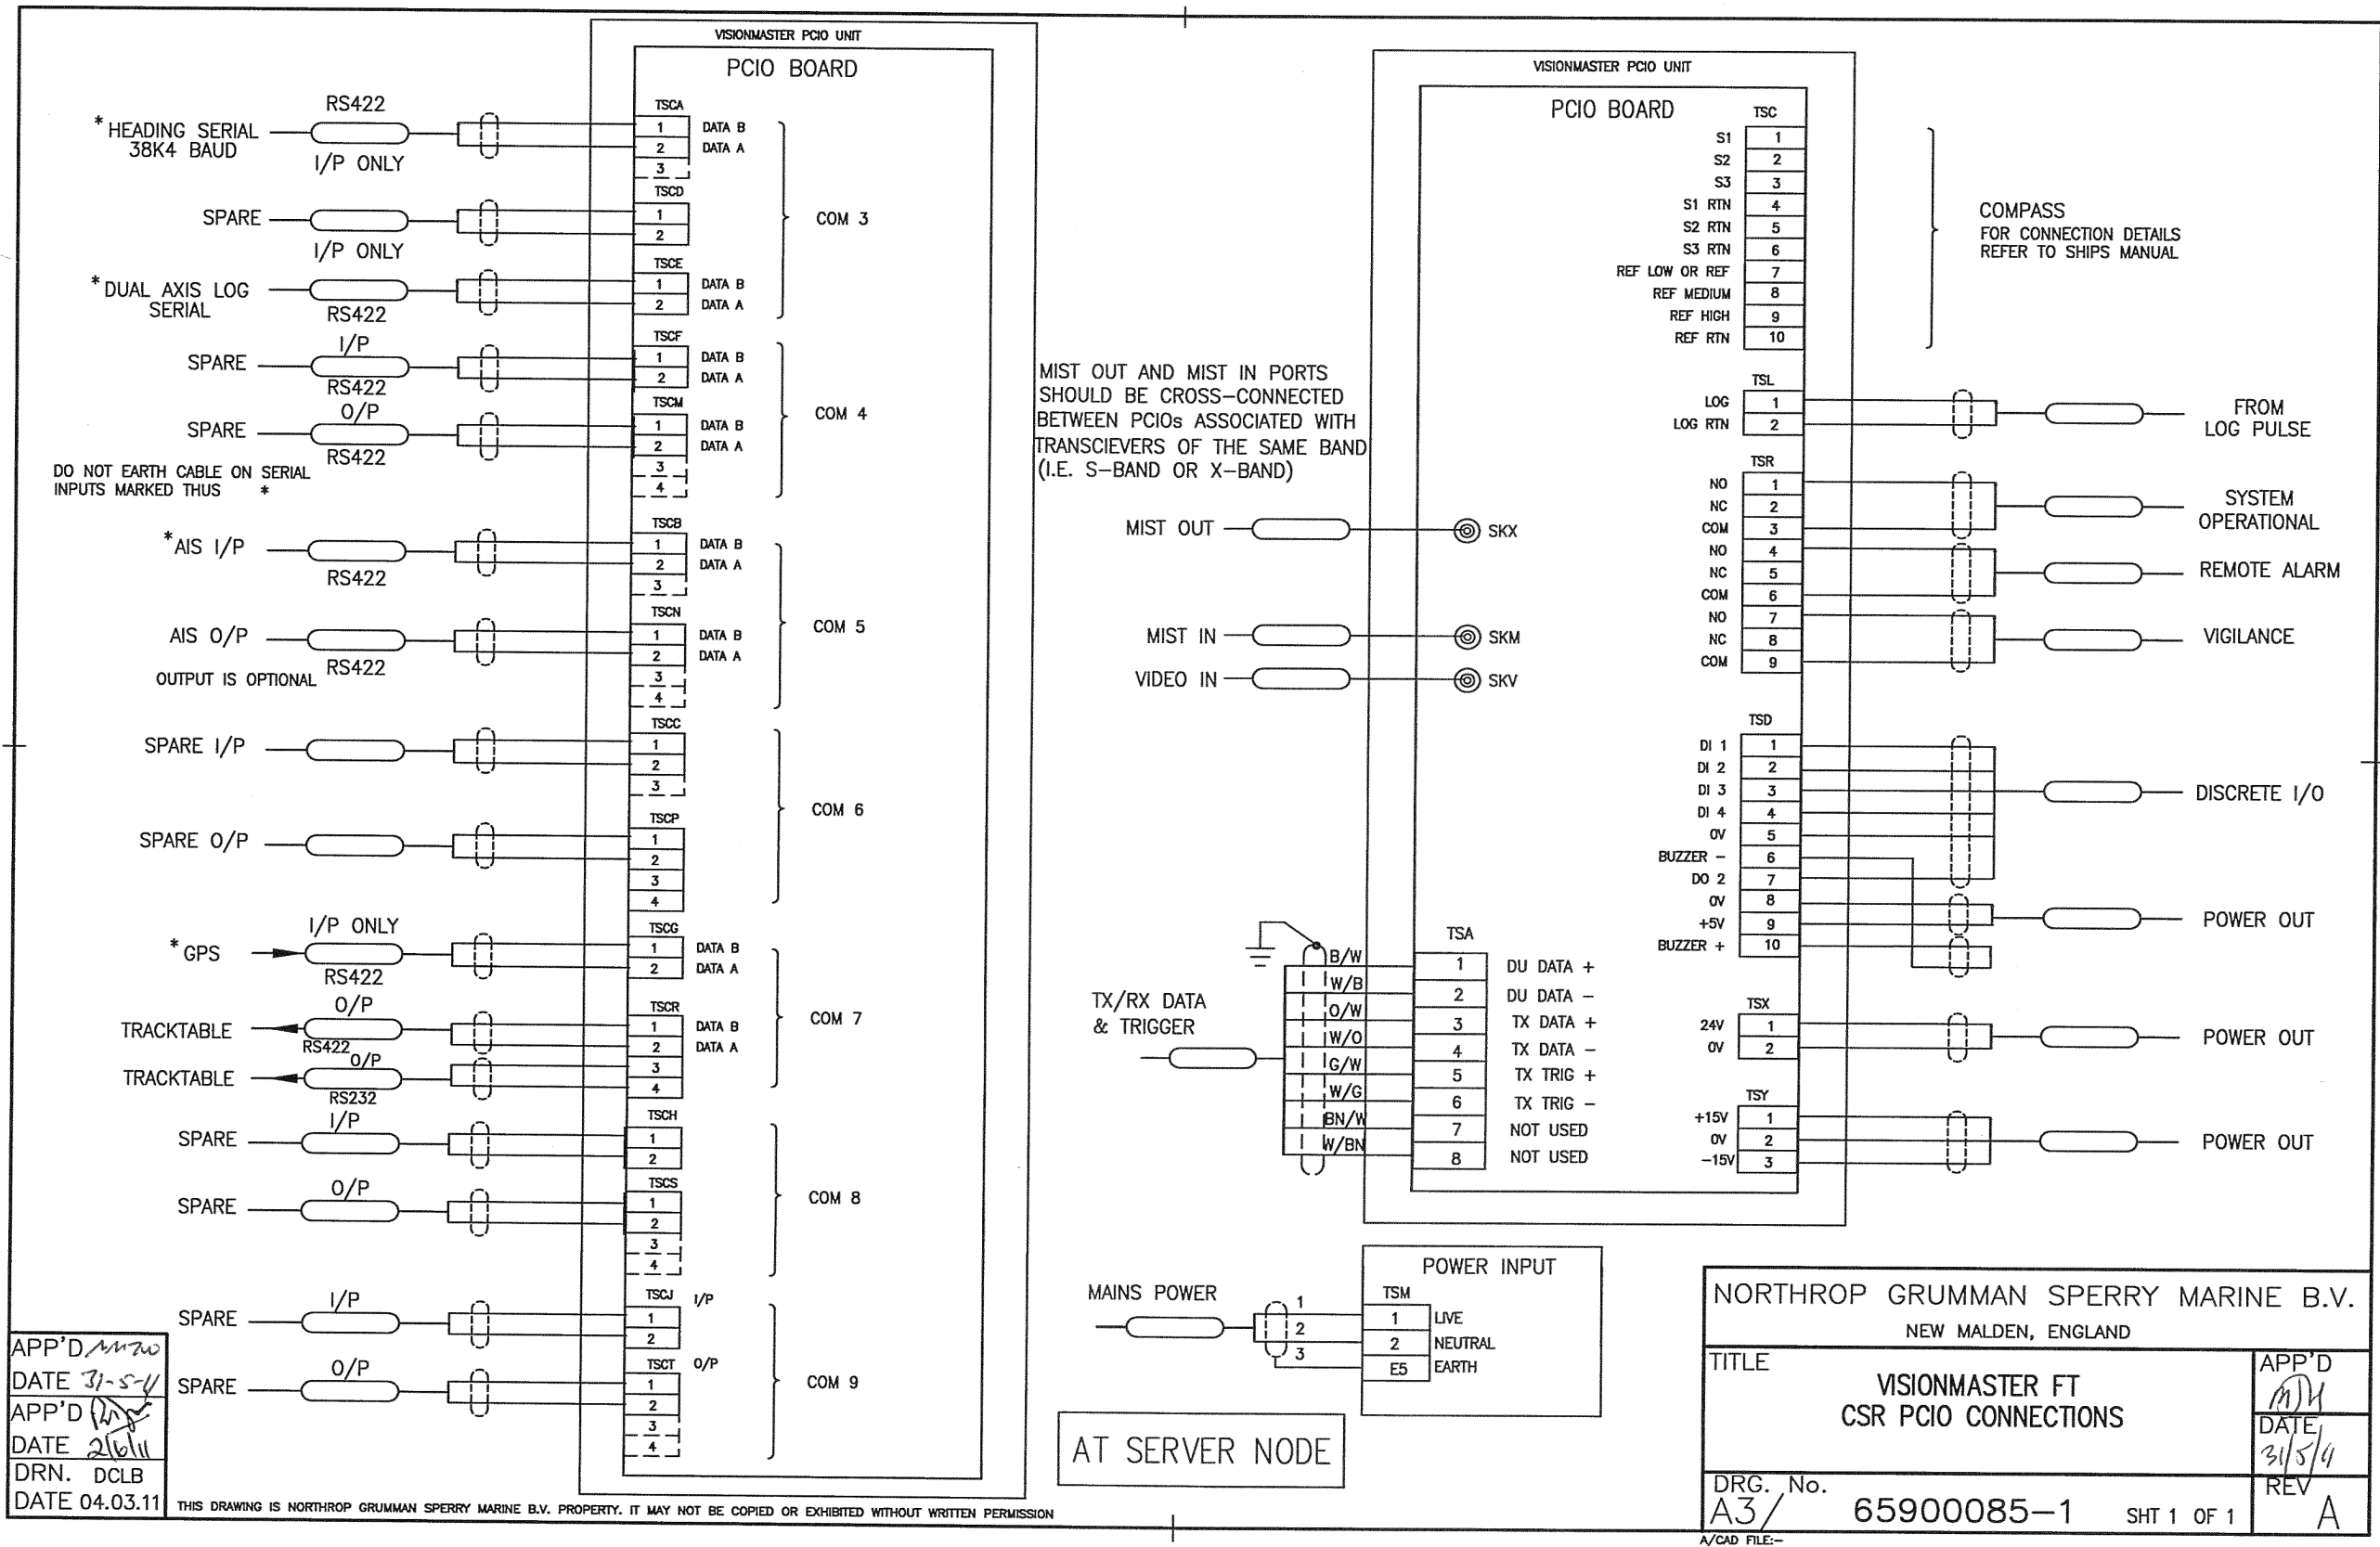 VISIONMASTER PCIO UNIT
PCIO BOARD
RS422
* HEADING SERIAL
38K4 BAUD
I/P ONLY
TSCA
1 DATA B
2 DATA A
3
SPARE
I/P ONLY
TSCD
1
2
COM 3
* DUAL AXIS LOG
SERIAL
RS422
TSCE
1 DATA B
2 DATA A
SPARE
I/P
RS422
TSCF
1 DATA B
2 DATA A
COM 4
SPARE
O/P
RS422
TSCM
1 DATA B
2 DATA A
3
4
DO NOT EARTH CABLE ON SERIAL
INPUTS MARKED THUS *
*AIS I/P
RS422
TSCB
1 DATA B
2 DATA A
3
COM 5
AIS O/P
RS422
OUTPUT IS OPTIONAL
TSCN
1 DATA B
2 DATA A
3
4
SPARE I/P
TSCC
1
2
3
COM 6
SPARE O/P
TSCP
1
2
3
4
I/P ONLY
*GPS
RS422
TSCG
1 DATA B
2 DATA A
COM 7
O/P
TRACKTABLE
RS422
TSCR
1 DATA B
2 DATA A
3
4
O/P
TRACKTABLE
RS232
I/P
SPARE
TSCH
1
2
COM 8
O/P
SPARE
TSCS
1
2
3
4
I/P
SPARE
TSCJ I/P
1
2
COM 9
O/P
SPARE
TSCT O/P
1
2
3
4
MIST OUT AND MIST IN PORTS
SHOULD BE CROSS-CONNECTED
BETWEEN PCIOs ASSOCIATED WITH
TRANSCIEVERS OF THE SAME BAND
(I.E. S-BAND OR X-BAND)
MIST OUT SKX
MIST IN SKM
VIDEO IN SKV
VISIONMASTER PCIO UNIT
PCIO BOARD
TSC
S1 1
S2 2
S3 3
S1 RTN 4
S2 RTN 5
S3 RTN 6
REF LOW OR REF 7
REF MEDIUM 8
REF HIGH 9
REF RTN 10
COMPASS
FOR CONNECTION DETAILS
REFER TO SHIPS MANUAL
TSL
LOG 1
LOG RTN 2
FROM
LOG PULSE
TSR
NO 1
NC 2
COM 3
SYSTEM
OPERATIONAL
NO 4
NC 5
COM 6
REMOTE ALARM
NO 7
NC 8
COM 9
VIGILANCE
TSD
DI 1 1
DI 2 2
DI 3 3
DI 4 4
0V 5
BUZZER - 6
DO 2 7
0V 8
+5V 9
BUZZER + 10
DISCRETE I/O
POWER OUT
TSX
24V 1
0V 2
POWER OUT
TSY
+15V 1
0V 2
-15V 3
POWER OUT
TX/RX DATA
& TRIGGER
TSA
B/W 1 DU DATA +
W/B 2 DU DATA -
O/W 3 TX DATA +
W/O 4 TX DATA -
G/W 5 TX TRIG +
W/G 6 TX TRIG -
BN/W 7 NOT USED
W/BN 8 NOT USED
MAINS POWER
POWER INPUT
TSM
1 1 LIVE
2 2 NEUTRAL
3 E5 EARTH
AT SERVER NODE
APP'D
DATE 31-5-11
APP'D
DATE 2/6/11
DRN. DCLB
DATE 04.03.11
THIS DRAWING IS NORTHROP GRUMMAN SPERRY MARINE B.V. PROPERTY. IT MAY NOT BE COPIED OR EXHIBITED WITHOUT WRITTEN PERMISSION
NORTHROP GRUMMAN SPERRY MARINE B.V.
NEW MALDEN, ENGLAND
TITLE
VISIONMASTER FT
CSR PCIO CONNECTIONS
APP'D
DATE
31/5/11
DRG. No.
A3/ 65900085-1 SHT 1 OF 1
REV
A
A/CAD FILE:-